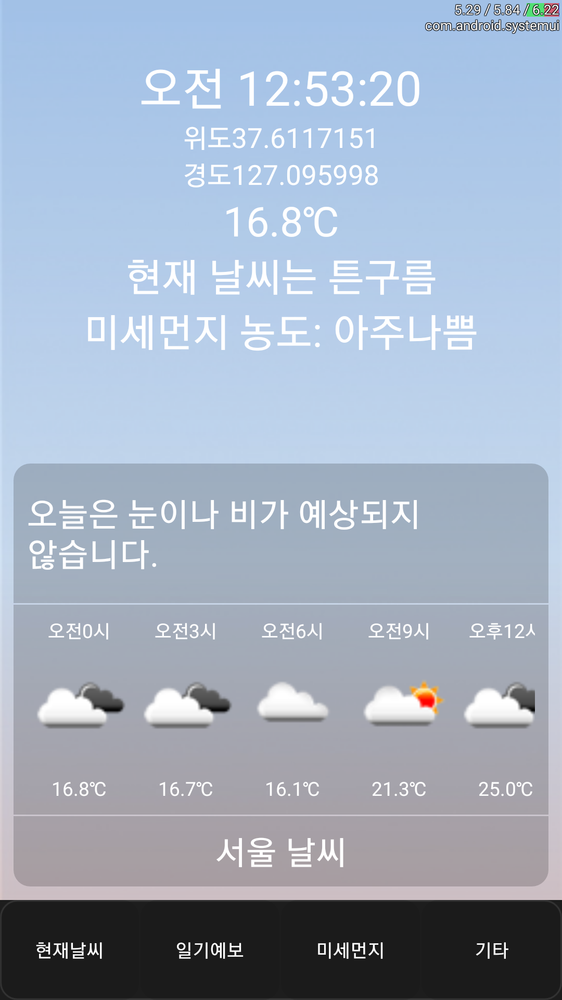 5.29 / 5.84 / 6.22
com.android.systemui
오전 12:53:20
위도37.6117151
경도127.095998
16.8℃
현재 날씨는 튼구름
미세먼지 농도: 아주나쁨
오늘은 눈이나 비가 예상되지
않습니다.
오전0시 오전3시 오전6시 오전9시 오후12시
16.8℃ 16.7℃ 16.1℃ 21.3℃ 25.0℃
서울 날씨
현재날씨 일기예보 미세먼지 기타